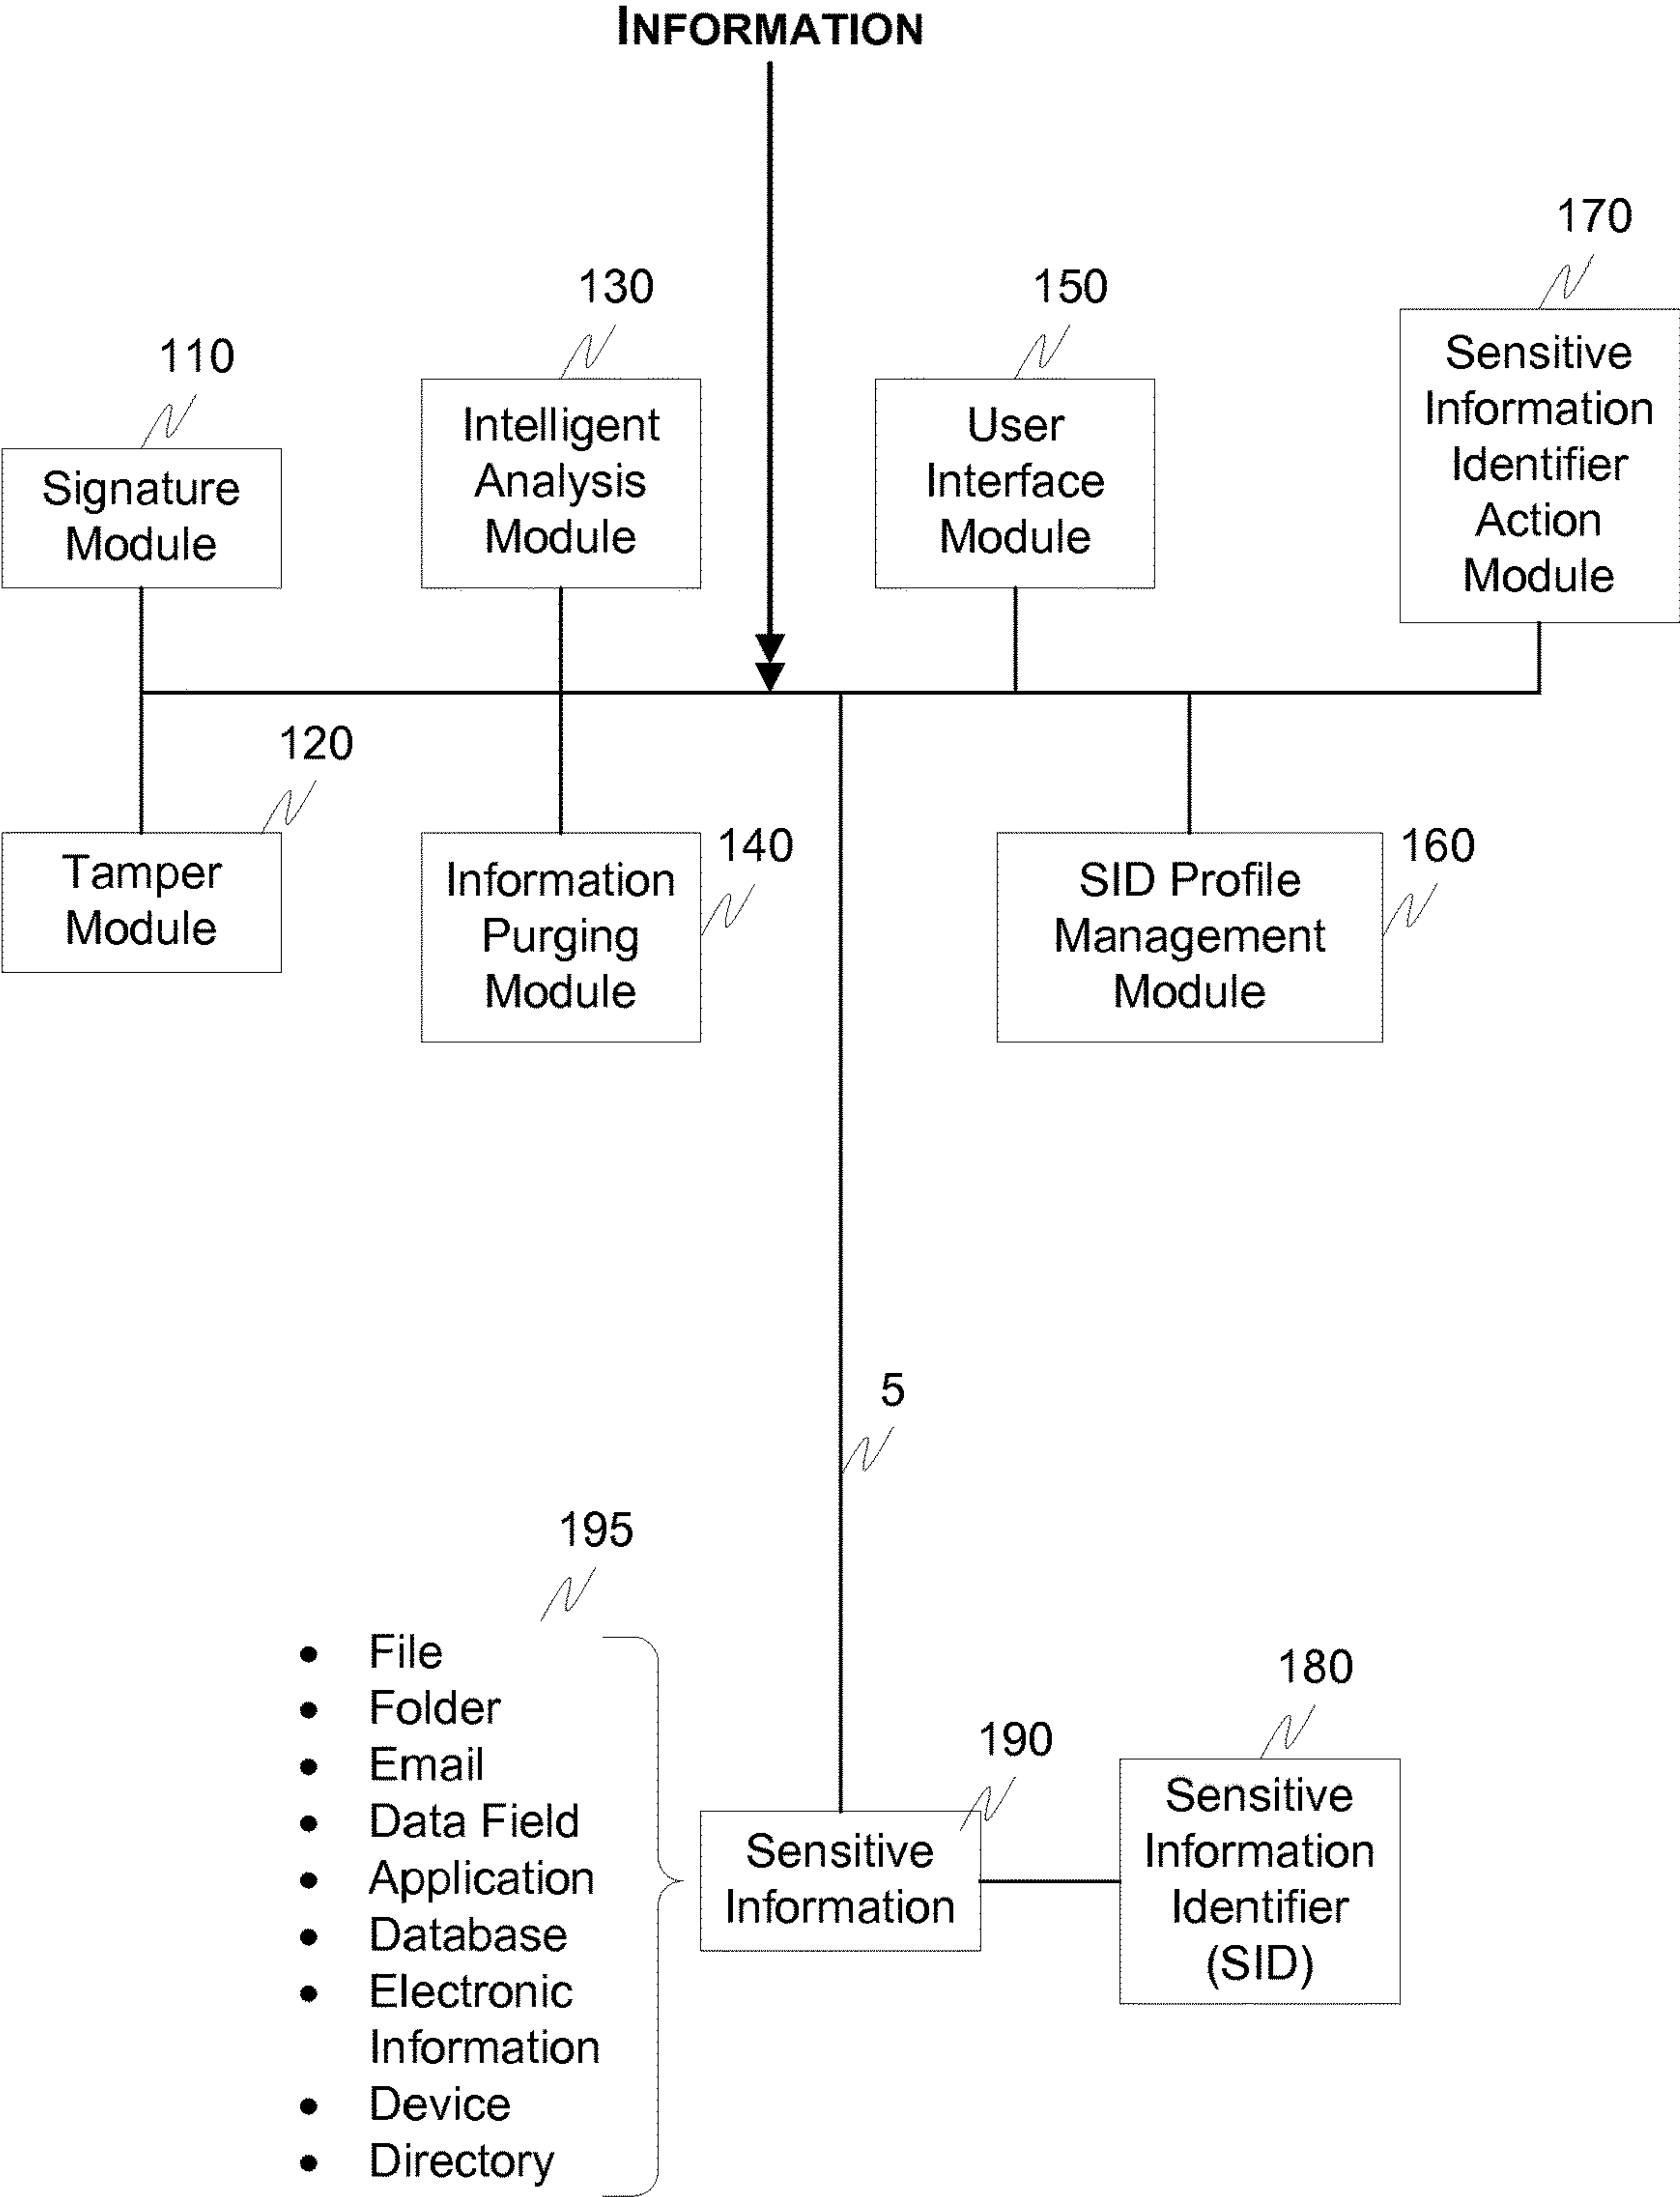 INFORMATION
170
130
150
110
Sensitive
Information
Identifier
Action
Module
Intelligent
Analysis
Module
User
Interface
Module
Signature
Module
120
140
160
Tamper
Module
Information
Purging
Module
SID Profile
Management
Module
5
195
File
Folder
Email
Data Field
Application
Database
Electronic
Information
Device
Directory
190
180
Sensitive
Information
Sensitive
Information
Identifier
(SID)